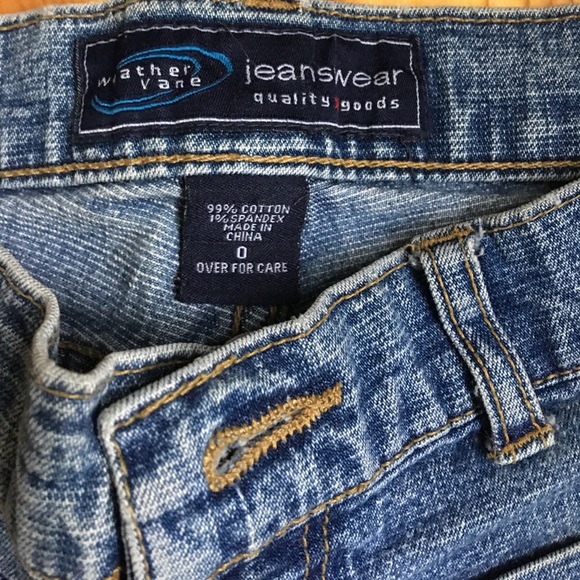 weather
vane
jeanswear
quality goods
99% COTTON
1% SPANDEX
MADE IN
CHINA
0
OVER FOR CARE